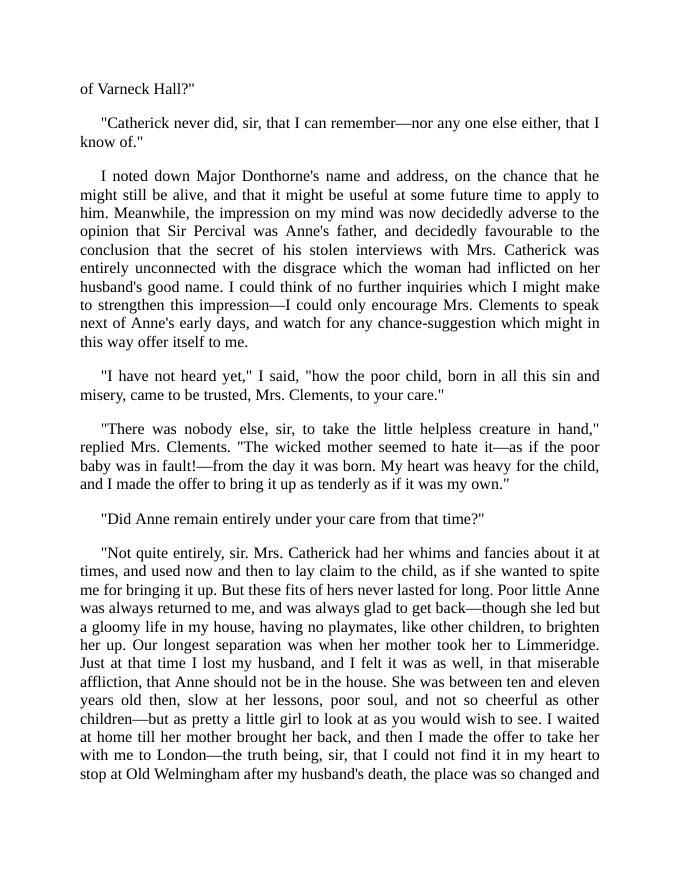 of Varneck Hall?"
"Catherick never did, sir, that I can remember—nor any one else either, that I
know of."
I noted down Major Donthorne's name and address, on the chance that he
might still be alive, and that it might be useful at some future time to apply to
him. Meanwhile, the impression on my mind was now decidedly adverse to the
opinion that Sir Percival was Anne's father, and decidedly favourable to the
conclusion that the secret of his stolen interviews with Mrs. Catherick was
entirely unconnected with the disgrace which the woman had inflicted on her
husband's good name. I could think of no further inquiries which I might make
to strengthen this impression—I could only encourage Mrs. Clements to speak
next of Anne's early days, and watch for any chance-suggestion which might in
this way offer itself to me.
"I have not heard yet," I said, "how the poor child, born in all this sin and
misery, came to be trusted, Mrs. Clements, to your care."
"There was nobody else, sir, to take the little helpless creature in hand,"
replied Mrs. Clements. "The wicked mother seemed to hate it—as if the poor
baby was in fault!—from the day it was born. My heart was heavy for the child,
and I made the offer to bring it up as tenderly as if it was my own."
"Did Anne remain entirely under your care from that time?"
"Not quite entirely, sir. Mrs. Catherick had her whims and fancies about it at
times, and used now and then to lay claim to the child, as if she wanted to spite
me for bringing it up. But these fits of hers never lasted for long. Poor little Anne
was always returned to me, and was always glad to get back—though she led but
a gloomy life in my house, having no playmates, like other children, to brighten
her up. Our longest separation was when her mother took her to Limmeridge.
Just at that time I lost my husband, and I felt it was as well, in that miserable
affliction, that Anne should not be in the house. She was between ten and eleven
years old then, slow at her lessons, poor soul, and not so cheerful as other
children—but as pretty a little girl to look at as you would wish to see. I waited
at home till her mother brought her back, and then I made the offer to take her
with me to London—the truth being, sir, that I could not find it in my heart to
stop at Old Welmingham after my husband's death, the place was so changed and